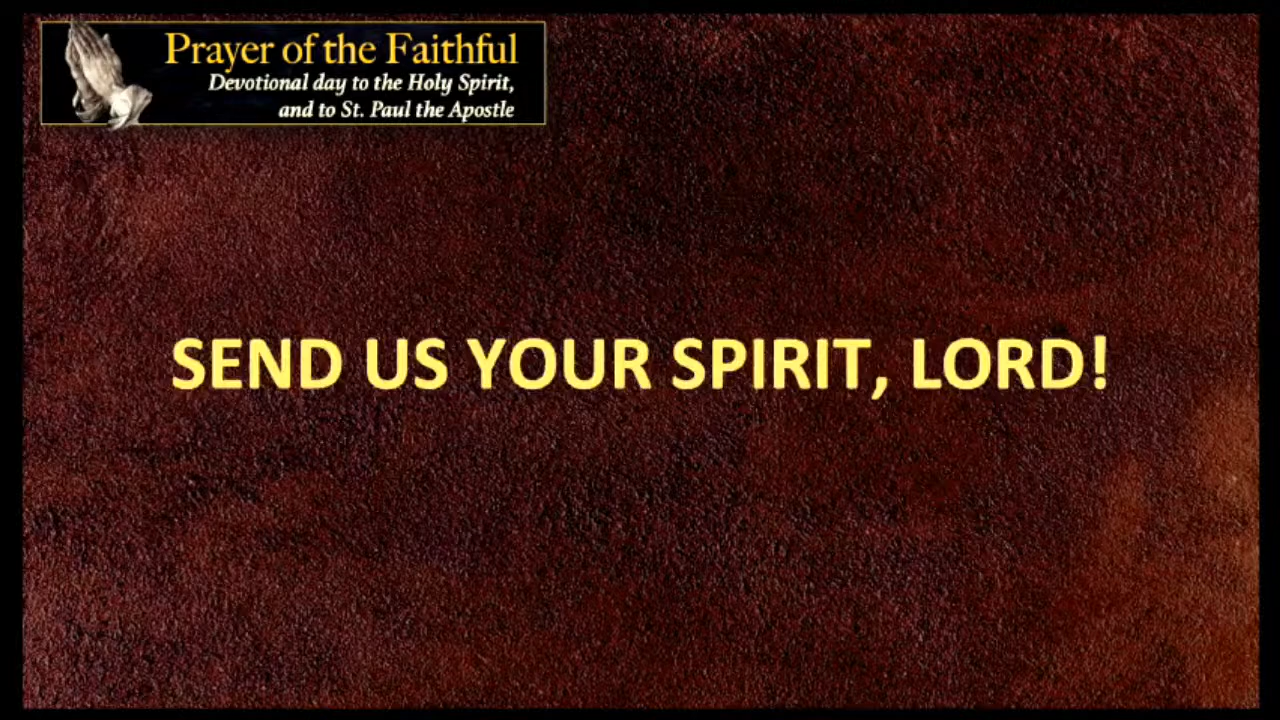 Prayer of the Faithful
Devotional day to the Holy Spirit,
and to St. Paul the Apostle
SEND US YOUR SPIRIT, LORD!